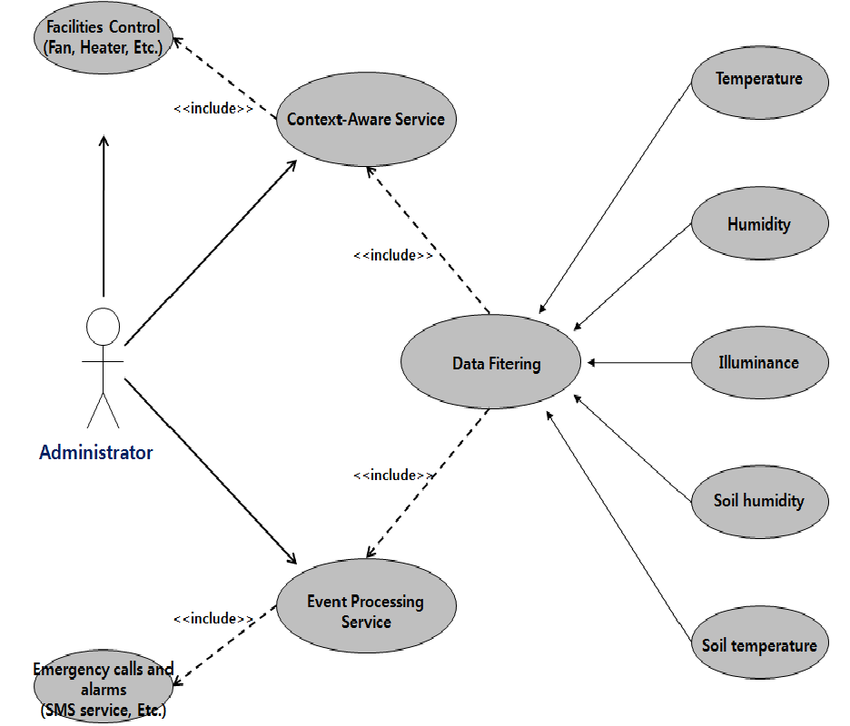 Facilities Control
(Fan, Heater, Etc.)
Temperature
<<include>>
Context-Aware Service
Humidity
<<include>>
Data Fitering
Illuminance
Administrator
<<include>>
Soil humidity
Event Processing
Service
<<include>>
Soil temperature
Emergency calls and
alarms
(SMS service, Etc.)